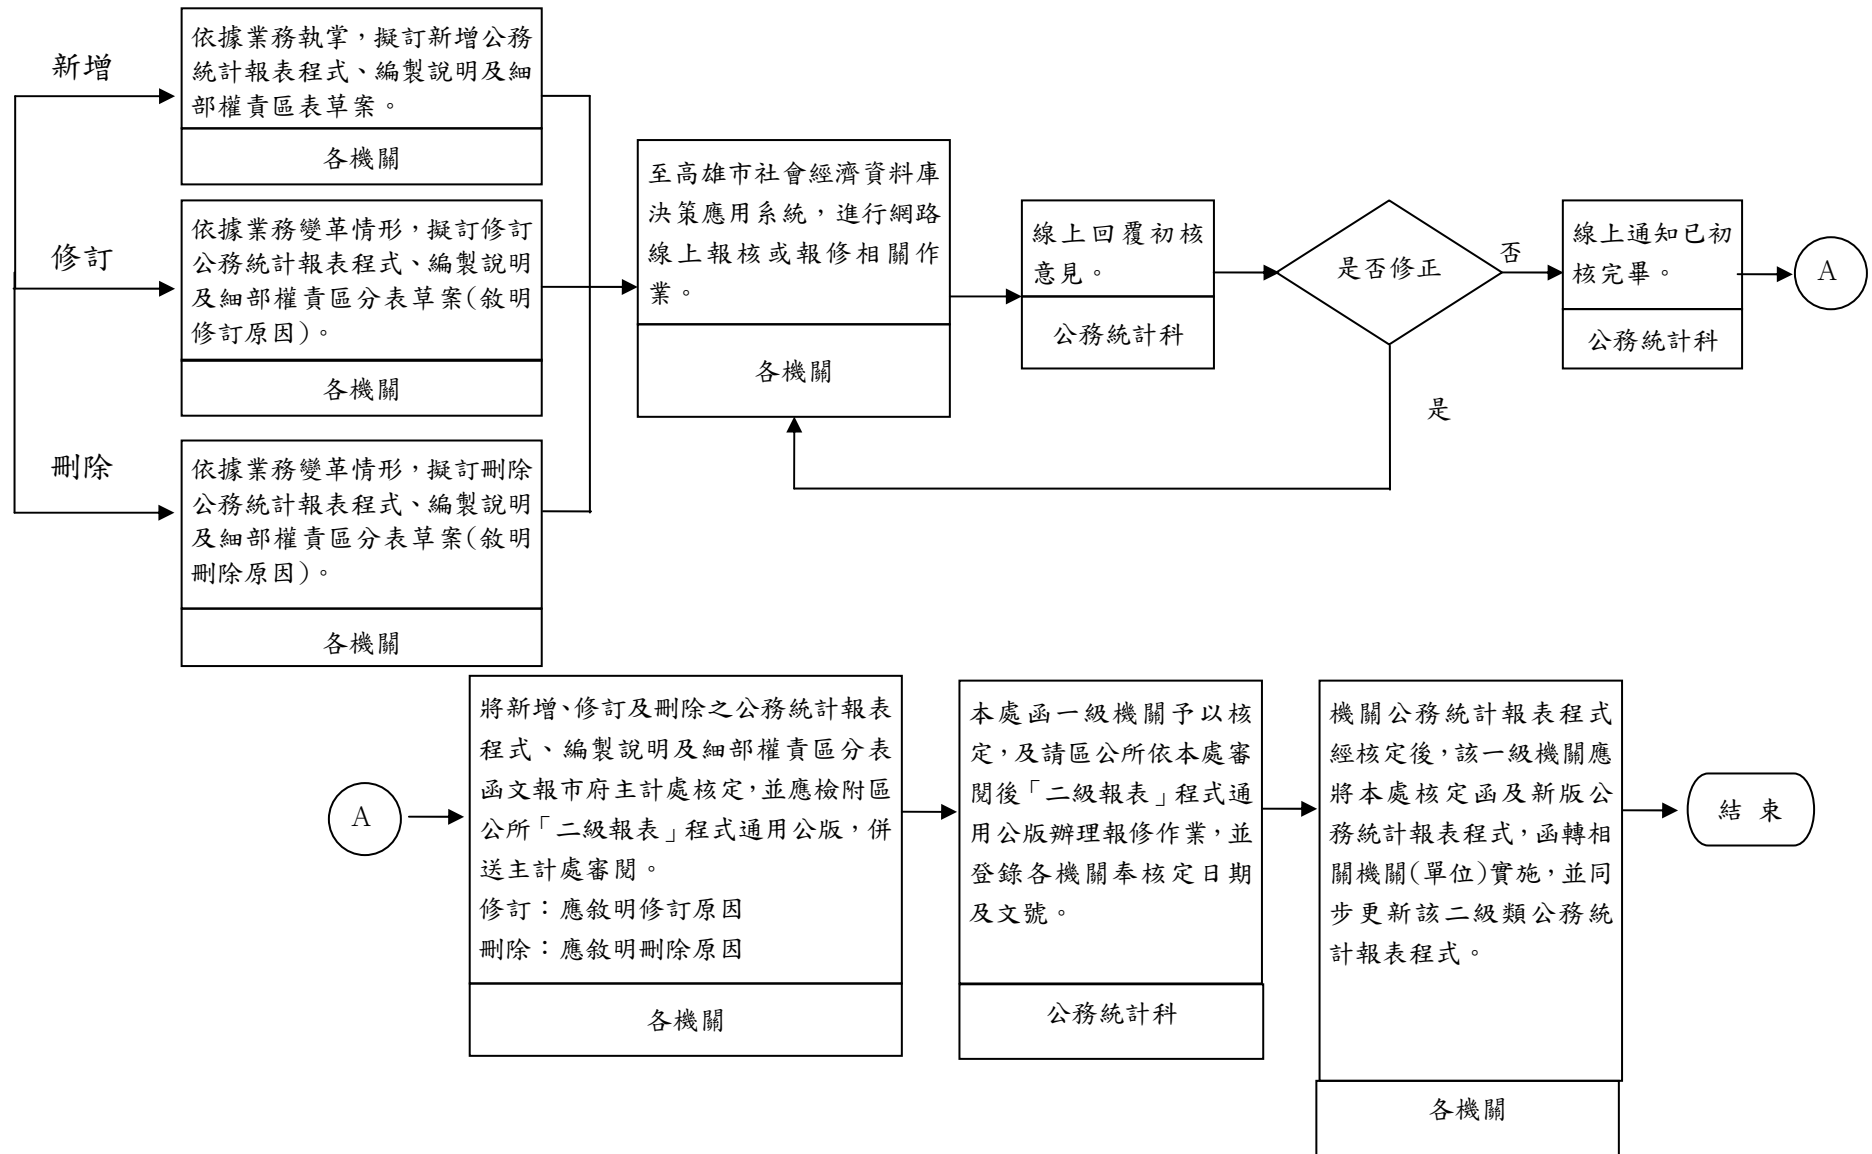 新增
依據業務執掌，擬訂新增公務
統計報表程式、編製說明及細
部權責區表草案。
各機關
修訂
依據業務變革情形，擬訂修訂
公務統計報表程式、編製說明
及細部權責區分表草案(敘明
修訂原因)。
各機關
刪除
依據業務變革情形，擬訂刪除
公務統計報表程式、編製說明
及細部權責區分表草案(敘明
刪除原因)。
各機關
至高雄市社會經濟資料庫
決策應用系統，進行網路
線上報核或報修相關作
業。
各機關
線上回覆初核
意見。
公務統計科
是否修正
否
是
線上通知已初
核完畢。
公務統計科
A
A
將新增、修訂及刪除之公務統計報表
程式、編製說明及細部權責區分表
函文報市府主計處核定，並應檢附區
公所「二級報表」程式通用公版，併
送主計處審閱。
修訂：應敘明修訂原因
刪除：應敘明刪除原因
各機關
本處函一級機關予以核
定，及請區公所依本處審
閱後「二級報表」程式通
用公版辦理報修作業，並
登錄各機關奉核定日期
及文號。
公務統計科
機關公務統計報表程式
經核定後，該一級機關應
將本處核定函及新版公
務統計報表程式，函轉相
關機關(單位)實施，並同
步更新該二級類公務統
計報表程式。
各機關
結 束